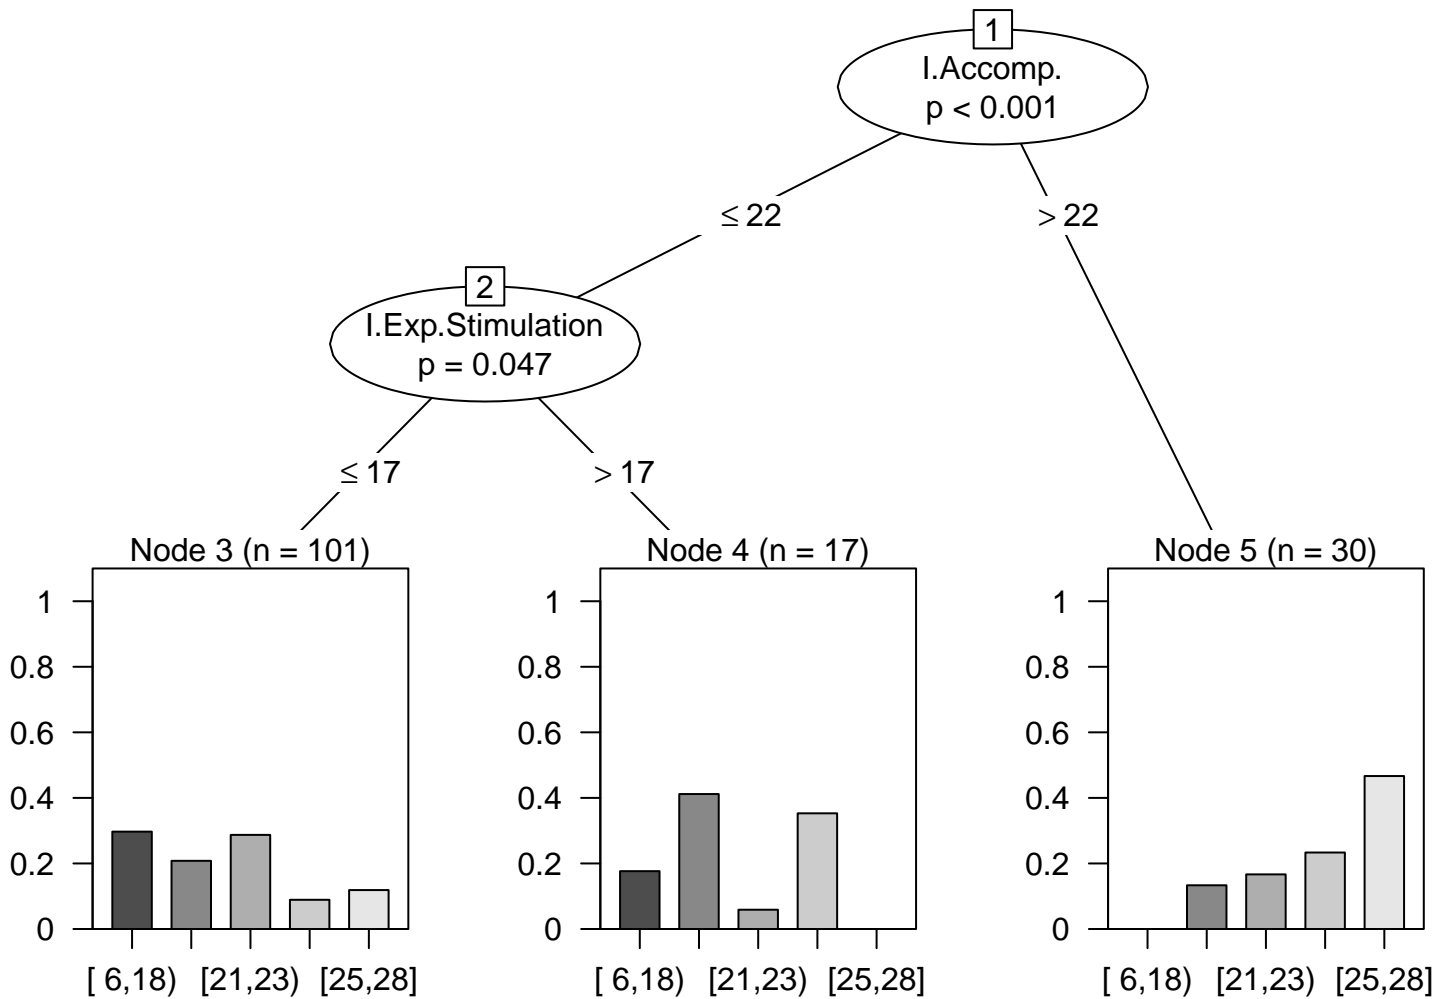 1
I.Accomp.
p < 0.001
≤ 22
> 22
2
I.Exp.Stimulation
p = 0.047
≤ 17
> 17
Node 3 (n = 101)
1
0.8
0.6
0.4
0.2
0
[ 6,18) [21,23) [25,28]
Node 4 (n = 17)
1
0.8
0.6
0.4
0.2
0
[ 6,18) [21,23) [25,28]
Node 5 (n = 30)
1
0.8
0.6
0.4
0.2
0
[ 6,18) [21,23) [25,28]